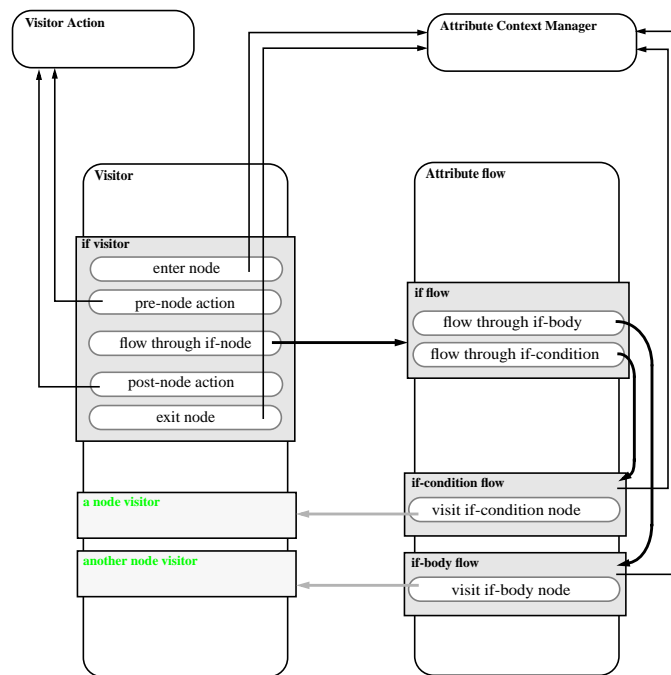 Visitor Action
Attribute Context Manager
Visitor
Attribute flow
if visitor
enter node
pre-node action
flow through if-node
post-node action
exit node
if flow
flow through if-body
flow through if-condition
if-condition flow
visit if-condition node
a node visitor
another node visitor
if-body flow
visit if-body node